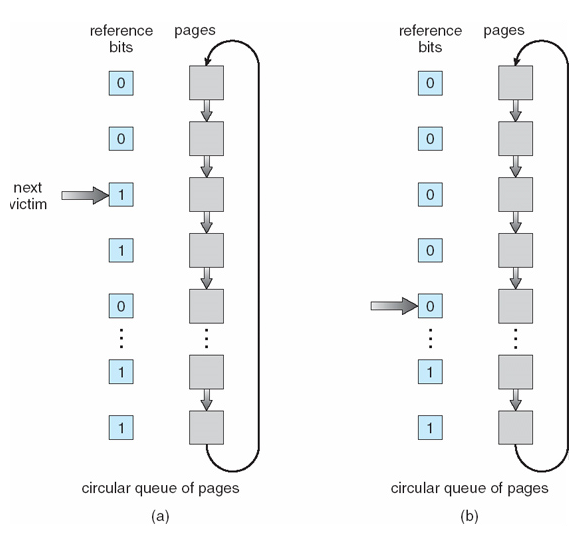 reference bits
pages
0
0
next victim
1
1
0
1
1
circular queue of pages
(a)
reference bits
pages
0
0
0
0
0
1
1
circular queue of pages
(b)